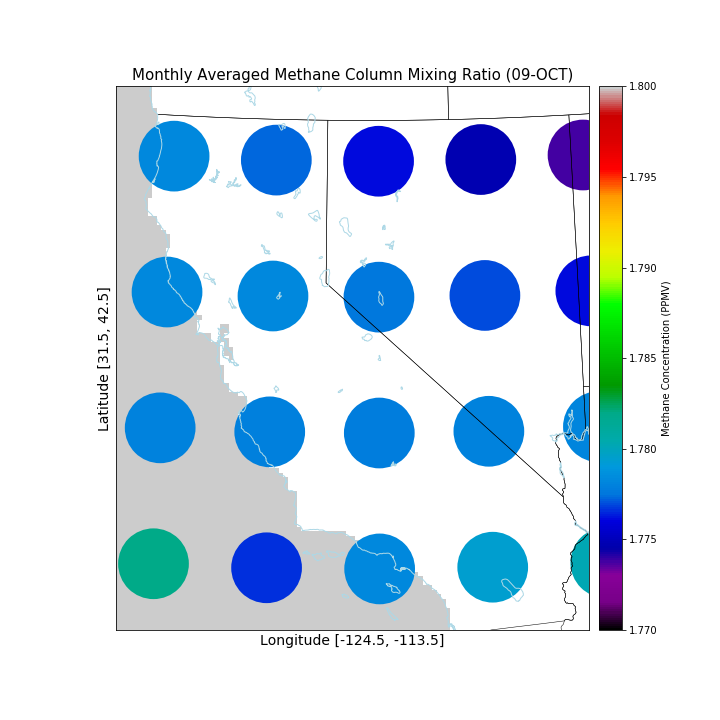 Monthly Averaged Methane Column Mixing Ratio (09-OCT)
Latitude [31.5, 42.5]
Longitude [-124.5, -113.5]
1.800
1.795
1.790
1.785
1.780
1.775
1.770
Methane Concentration (PPMV)